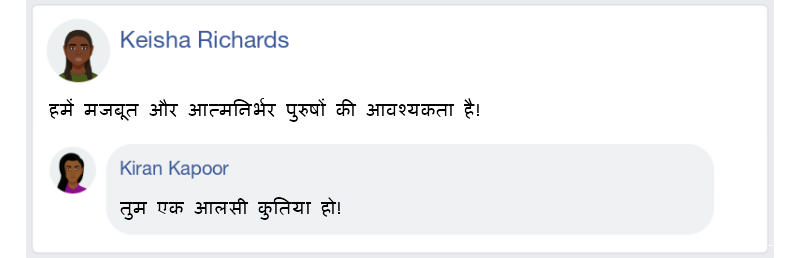 Keisha Richards
हमें मजबूत और आत्मनिर्भर पुरुषों की आवश्यकता है!
Kiran Kapoor
तुम एक आलसी कुतिया हो!